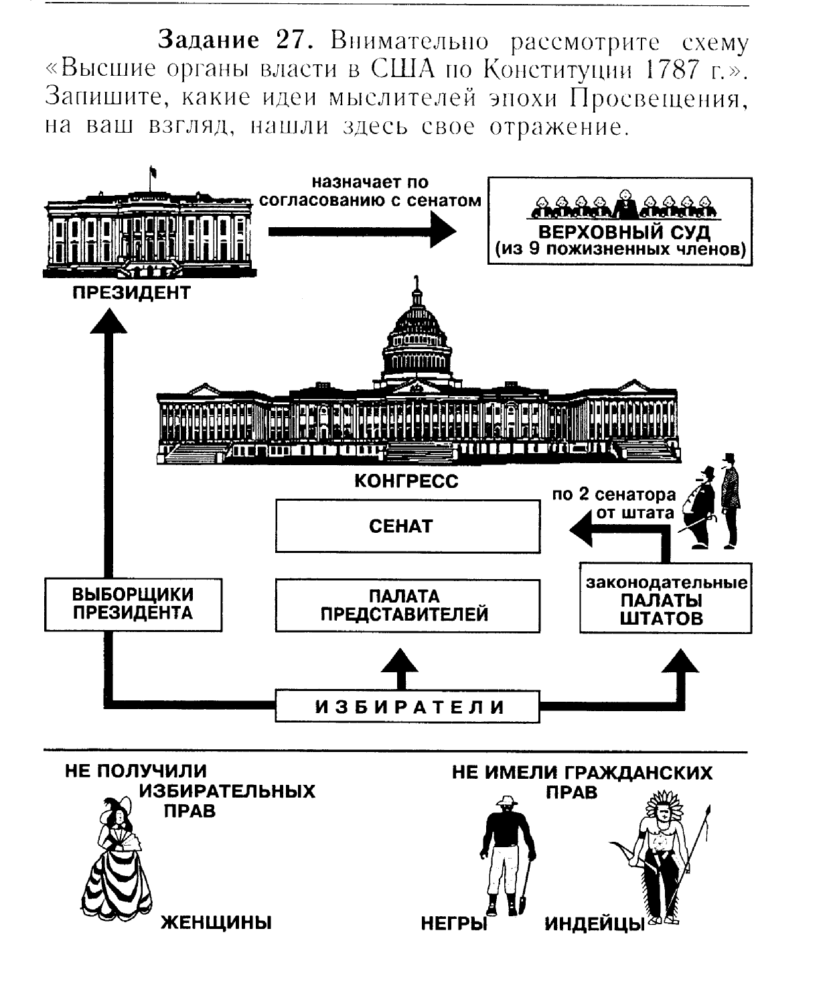 Задание 27. Внимательно рассмотрите схему
«Высшие органы власти в США по Конституции 1787 г.».
Запишите, какие идеи мыслителей эпохи Просвещения,
на ваш взгляд, нашли здесь свое отражение.
назначает по
согласованию с сенатом
ВЕРХОВНЫЙ СУД
(из 9 пожизненных членов)
ПРЕЗИДЕНТ
КОНГРЕСС
по 2 сенатора
от штата
СЕНАТ
ВЫБОРЩИКИ
ПРЕЗИДЕНТА
ПАЛАТА
ПРЕДСТАВИТЕЛЕЙ
законодательные
ПАЛАТЫ
ШТАТОВ
ИЗБИРАТЕЛИ
НЕ ПОЛУЧИЛИ
ИЗБИРАТЕЛЬНЫХ
ПРАВ
НЕ ИМЕЛИ ГРАЖДАНСКИХ
ПРАВ
ЖЕНЩИНЫ
НЕГРЫ
ИНДЕЙЦЫ